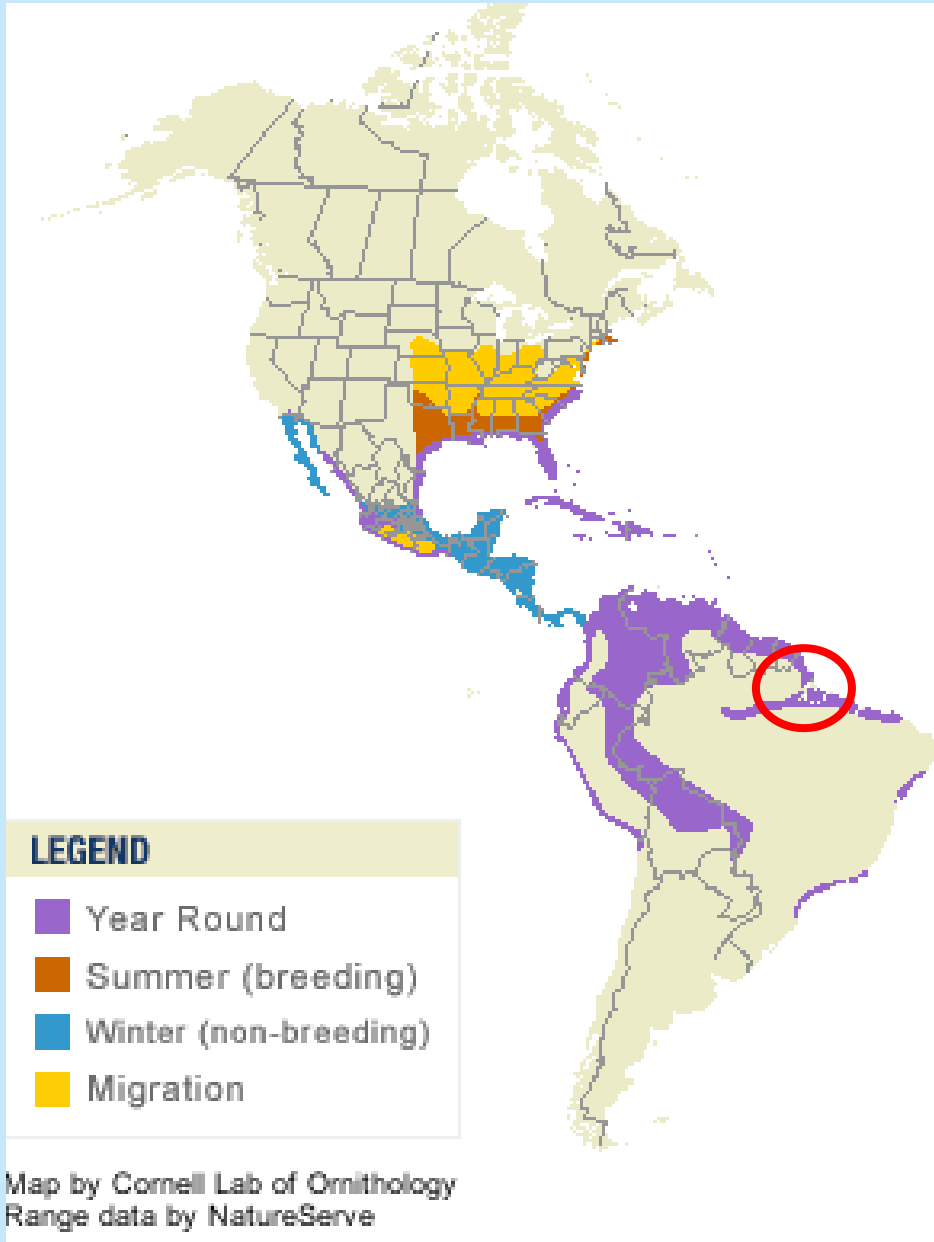 LEGEND
Year Round
Summer (breeding)
Winter (non-breeding)
Migration
Map by Cornell Lab of Ornithology
Range data by NatureServe